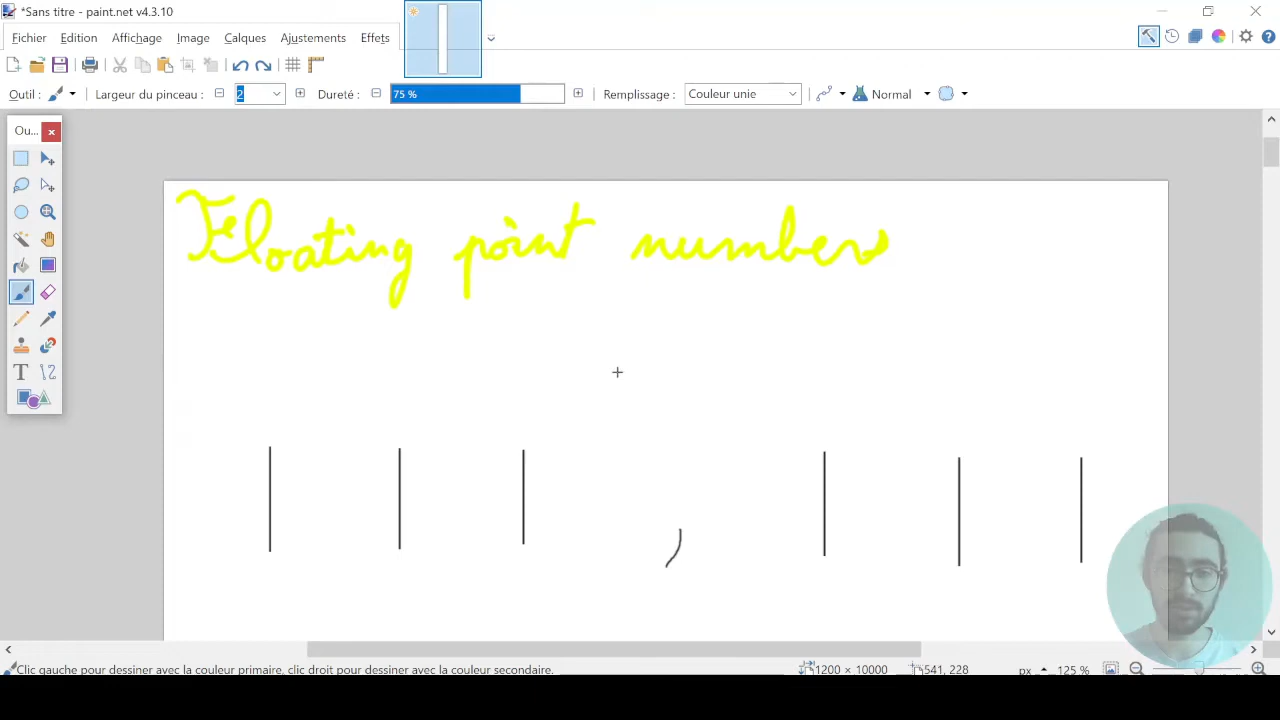 *Sans titre - paint.net v4.3.10
Fichier Edition Affichage Image Calques Ajustements Effets
Outil : Largeur du pinceau : 2 Dureté : 75 % Remplissage : Couleur unie Normal
Ou...
Floating point numbers
| | | , | | |
Clic gauche pour dessiner avec la couleur primaire, clic droit pour dessiner avec la couleur secondaire. 1200 × 10000 541, 228 px 125 %